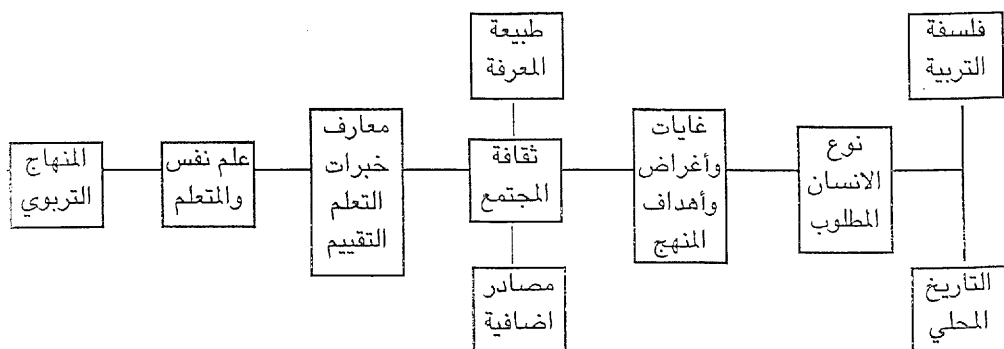 فلسفة
التربية
التأريخ
المحلي
نوع
الانسان
المطلوب
غايات
وأغراض
وأهداف
المنهج
طبيعة
المعرفة
ثقافة
المجتمع
مصادر
اضافية
معارف
خبرات
التعلم
التقييم
علم نفس
والمتعلم
المنهاج
التربوي